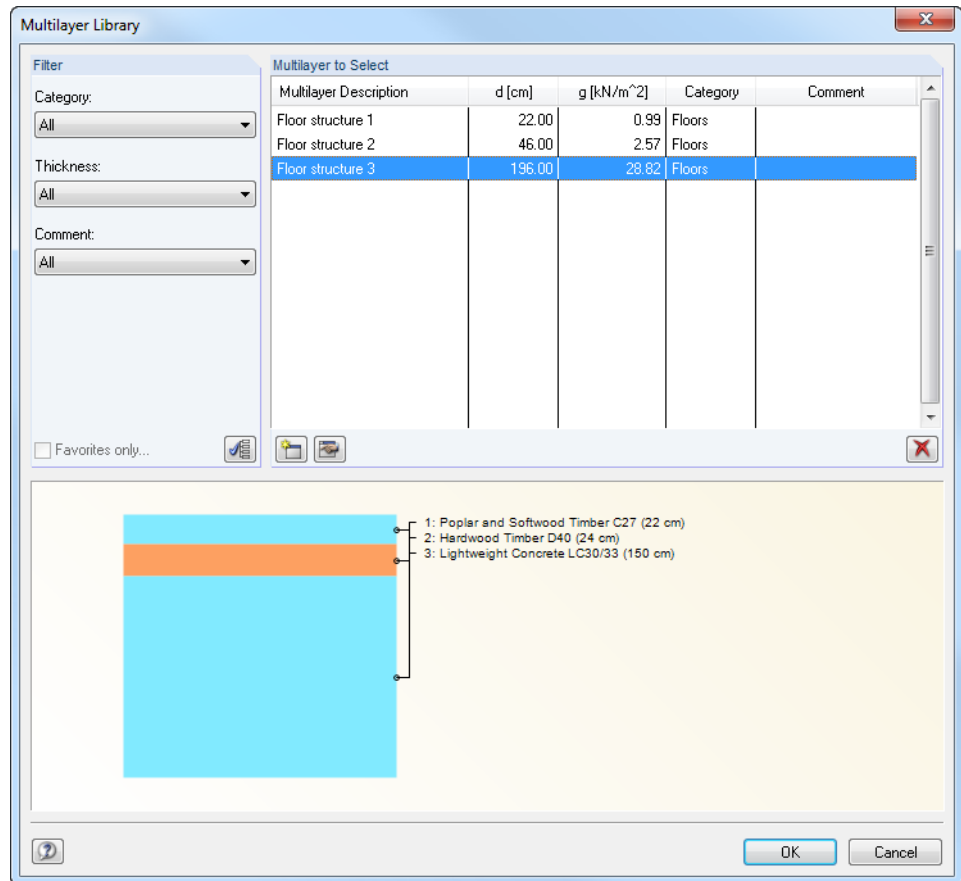 Multilayer Library
Filter
Category:
All
Thickness:
All
Comment:
All
Favorites only...
Multilayer to Select
Multilayer Description d [cm] g [kN/m^2] Category Comment
Floor structure 1 22.00 0.99 Floors
Floor structure 2 46.00 2.57 Floors
Floor structure 3 196.00 28.82 Floors
1: Poplar and Softwood Timber C27 (22 cm)
2: Hardwood Timber D40 (24 cm)
3: Lightweight Concrete LC30/33 (150 cm)
OK Cancel